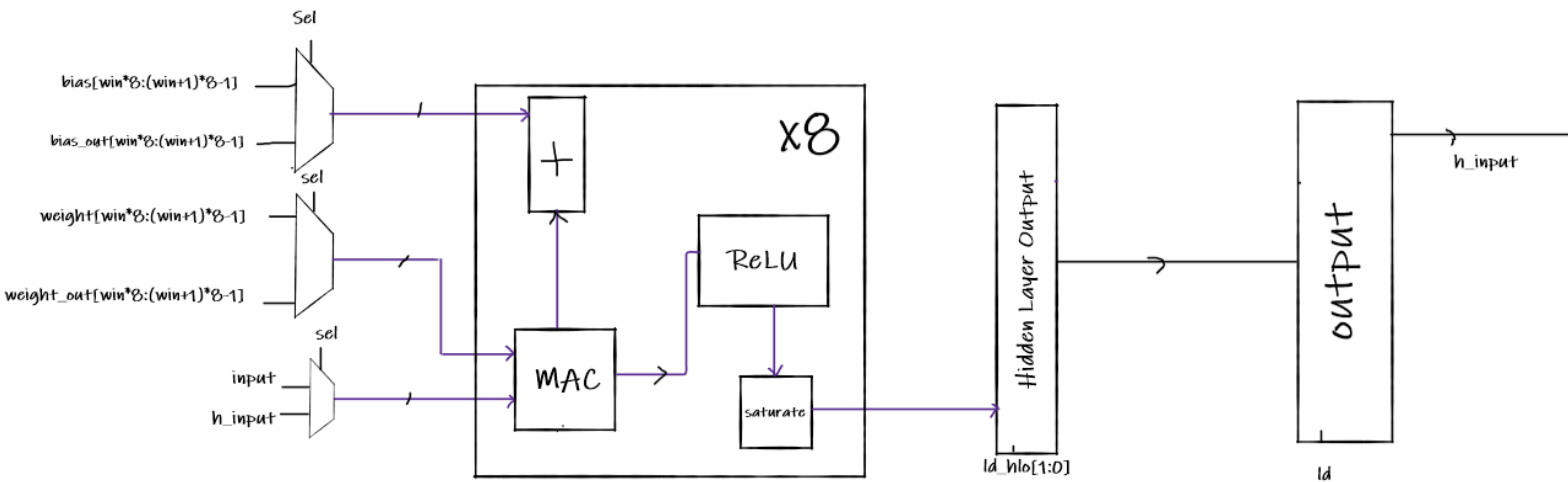 Sel
bias[win*8:(win+1)*8-1]
bias_out[win*8:(win+1)*8-1]
sel
weight[win*8:(win+1)*8-1]
weight_out[win*8:(win+1)*8-1]
sel
input
h_input
+
x8
ReLU
MAC
saturate
Hidden Layer Output
ld_hlo[1:0]
output
ld
h_input